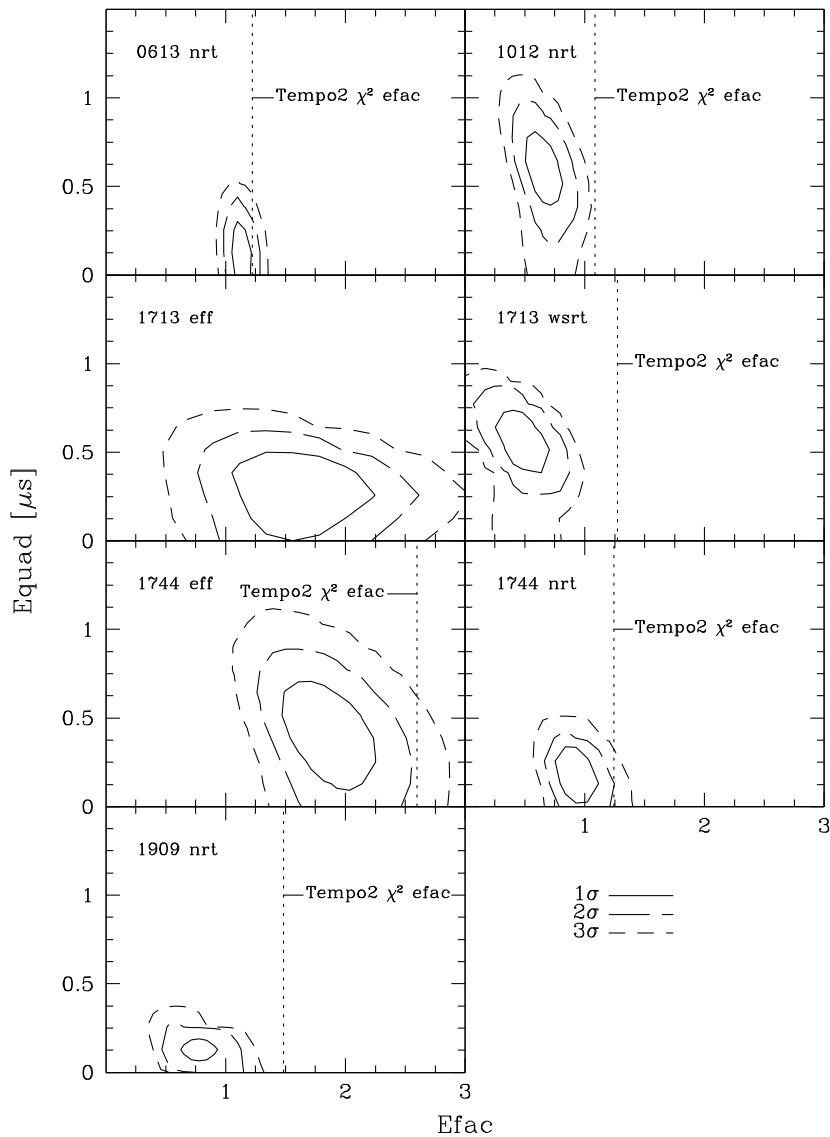 0613 nrt
Tempo2 χ² efac
1
0.5
0
1012 nrt
Tempo2 χ² efac
1713 eff
1
0.5
0
1713 wsrt
Tempo2 χ² efac
1744 eff
Tempo2 χ² efac
1
0.5
0
1744 nrt
Tempo2 χ² efac
1
2
3
1909 nrt
Tempo2 χ² efac
1
0.5
0
1
2
3
1σ
2σ
3σ
Equad [μs]
Efac